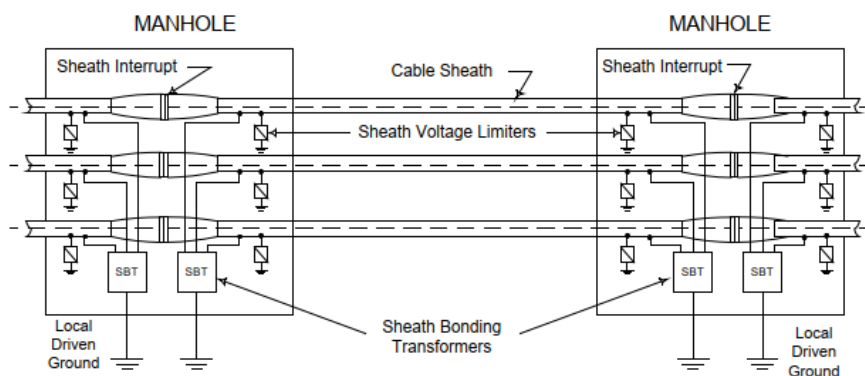 MANHOLE
MANHOLE
Sheath Interrupt
Cable Sheath
Sheath Interrupt
Sheath Voltage Limiters
SBT
SBT
SBT
SBT
Local
Driven
Ground
Sheath Bonding
Transformers
Local
Driven
Ground